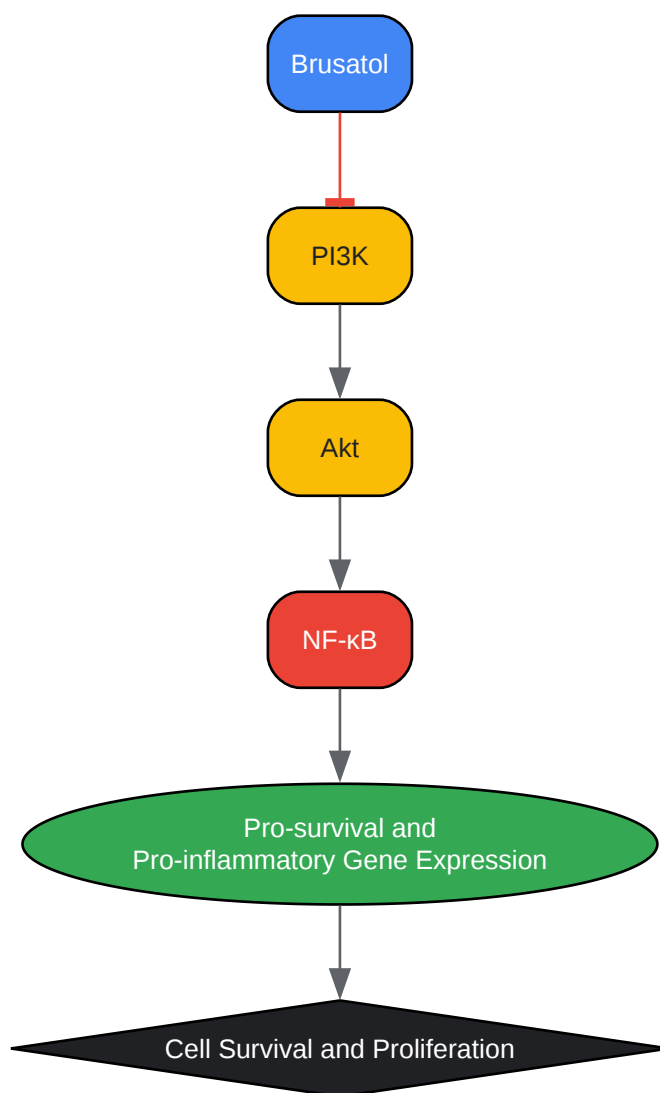 Brusatol
PI3K
Akt
NF-κB
Pro-survival and
Pro-inflammatory Gene Expression
Cell Survival and Proliferation